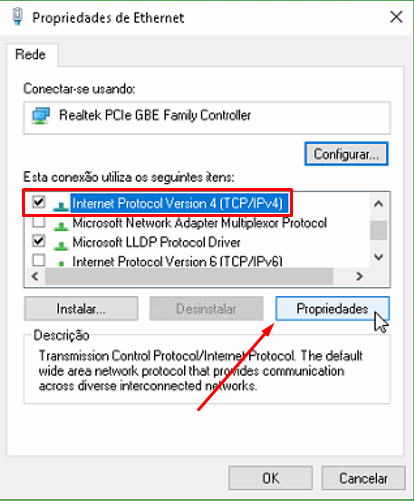 Propriedades de Ethernet
Rede
Conectar-se usando:
Realtek PCIe GBE Family Controller
Configurar...
Esta conexão utiliza os seguintes itens:
Internet Protocol Version 4 (TCP/IPv4)
Microsoft Network Adapter Multiplexor Protocol
Microsoft LLDP Protocol Driver
Internet Protocol Version 6 (TCP/IPv6)
Instalar... Desinstalar Propriedades
Descrição
Transmission Control Protocol/Internet Protocol. The default
wide area network protocol that provides communication
across diverse interconnected networks.
OK Cancelar